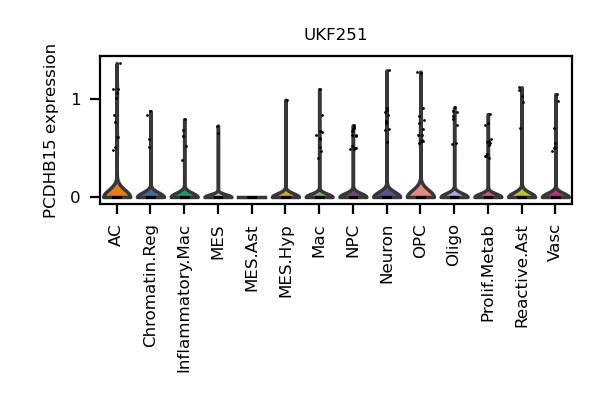 UKF251
PCDHB15 expression
1
0
AC
Chromatin.Reg
Inflammatory.Mac
MES
MES.Ast
MES.Hyp
Mac
NPC
Neuron
OPC
Oligo
Prolif.Metab
Reactive.Ast
Vasc